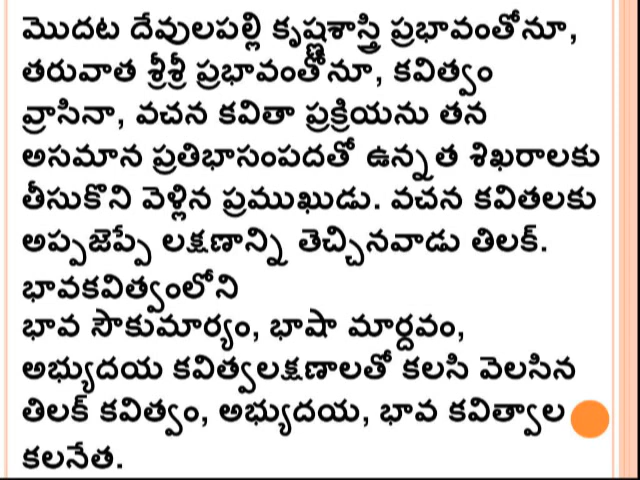 మొదట దేవులపల్లి కృష్ణశాస్త్రి ప్రభావంతోనూ,
తరువాత శ్రీశ్రీ ప్రభావంతోనూ, కవిత్వం
వ్రాసినా, వచన కవితా ప్రక్రియను తన
అసమాన ప్రతిభాసంపదతో ఉన్నత శిఖరాలకు
తీసుకొని వెళ్లిన ప్రముఖుడు. వచన కవితలకు
అప్పజెప్పే లక్షణాన్ని తెచ్చినవాడు తిలక్.
భావకవిత్వంలోని
భావ సౌకుమార్యం, భాషా మార్దవం,
అభ్యుదయ కవిత్వలక్షణాలతో కలసి వెలసిన
తిలక్ కవిత్వం, అభ్యుదయ, భావ కవిత్వాల
కలనేత.